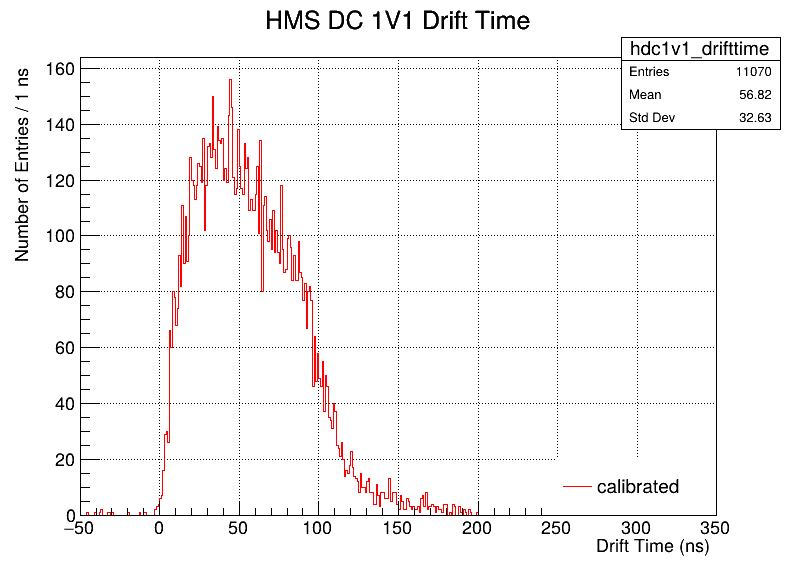 HMS DC 1V1 Drift Time
hdc1v1_drifttime
Entries 11070
Mean 56.82
Std Dev 32.63
Number of Entries / 1 ns
160
140
120
100
80
60
40
20
0
calibrated
−50 0 50 100 150 200 250 300 350
Drift Time (ns)